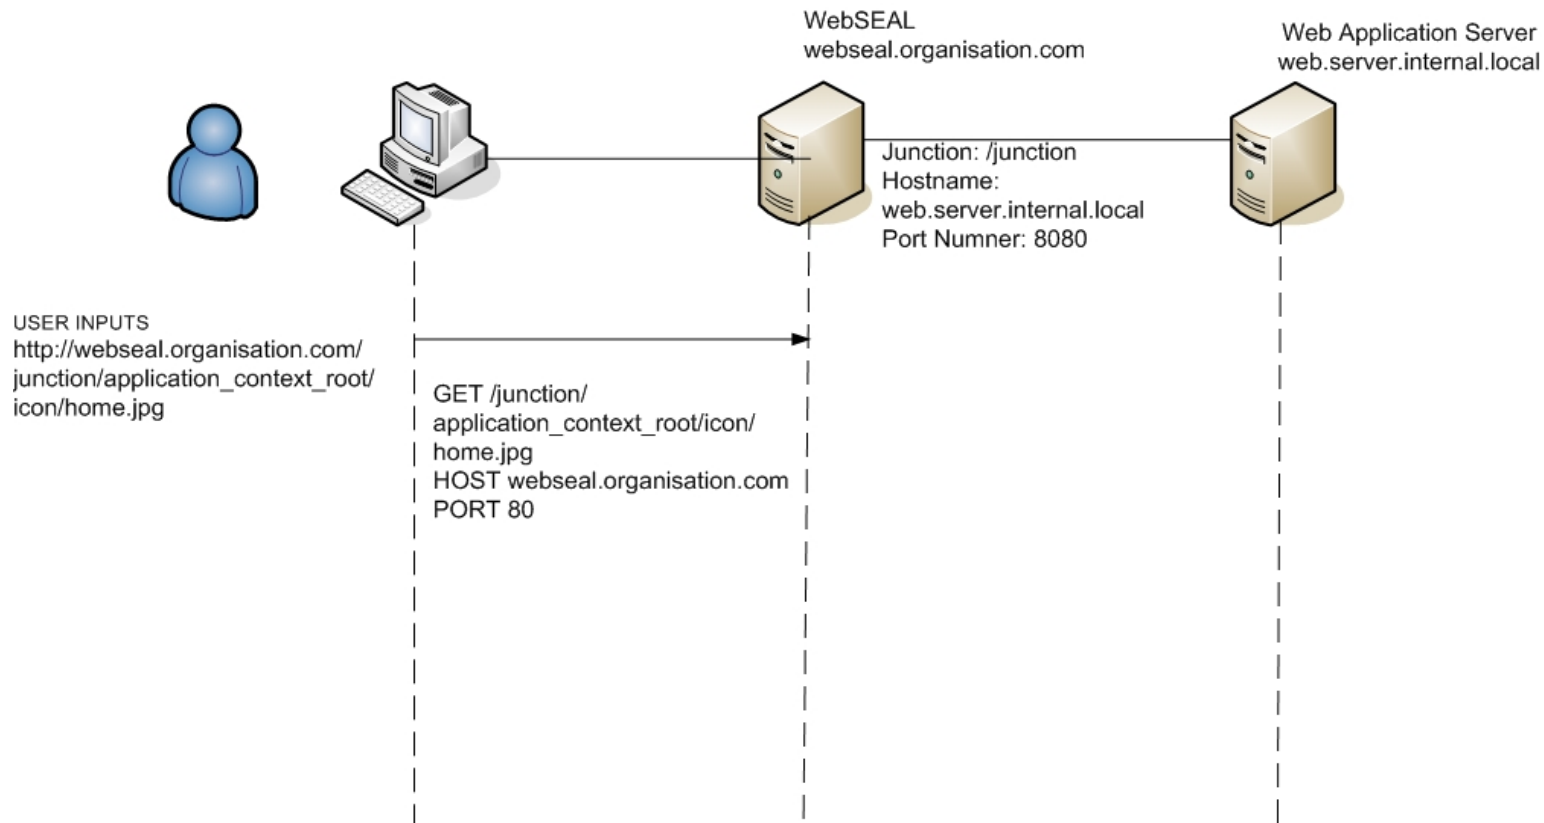 WebSEAL
webseal.organisation.com
Web Application Server
web.server.internal.local
Junction: /junction
Hostname:
web.server.internal.local
Port Numner: 8080
USER INPUTS
http://webseal.organisation.com/
junction/application_context_root/
icon/home.jpg
GET /junction/
application_context_root/icon/
home.jpg
HOST webseal.organisation.com
PORT 80